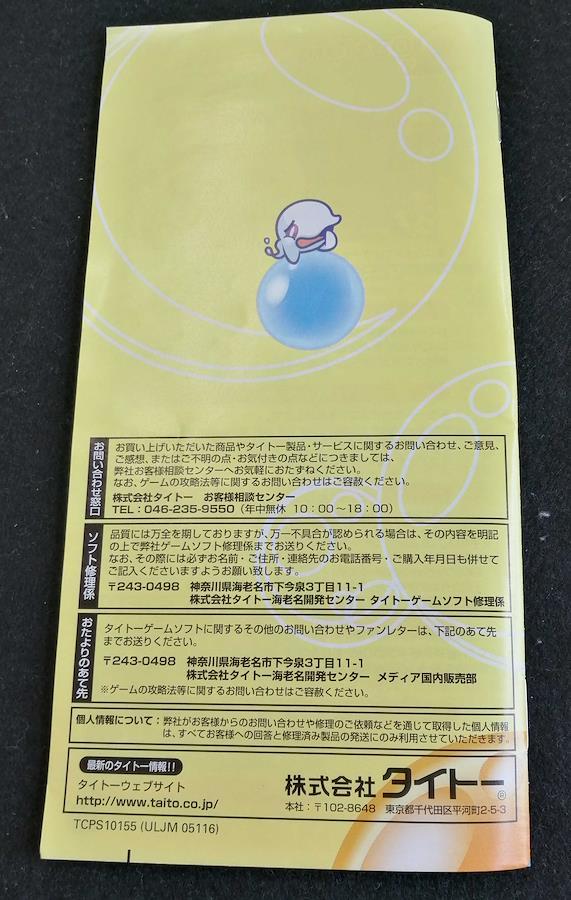 お問い合わせ窓口
お買い上げいただいた商品やタイトー製品・サービスに関するお問い合わせ、ご意見、
ご感想、またはご不明の点・お気付きの点などにつきましては、
弊社お客様相談センターへお気軽におたずねください。
なお、ゲームの攻略法等に関するお問い合わせはご容赦ください。
株式会社タイトー お客様相談センター
TEL：046-235-9550（年中無休 10：00～18：00）
ソフト修理係
品質には万全を期しておりますが、万一不具合が認められる場合は、その内容を明記
の上で弊社ゲームソフト修理係までお送りください。
なお、その際には必ずお名前・ご住所・連絡先のお電話番号・ご購入年月日も併せて
ご記入くださいますようお願い致します。
〒243-0498 神奈川県海老名市下今泉3丁目11-1
株式会社タイトー海老名開発センター タイトーゲームソフト修理係
おたよりのあて先
タイトーゲームソフトに関するその他のお問い合わせやファンレターは、下記のあて先
までお送りください。
〒243-0498 神奈川県海老名市下今泉3丁目11-1
株式会社タイトー海老名開発センター メディア国内販売部
※ゲームの攻略法等に関するお問い合わせはご容赦ください。
個人情報について：弊社がお客様からのお問い合わせや修理のご依頼などを通じて取得した個人情報
は、すべてお客様への回答と修理済み製品の発送にのみ利用させていただきます。
最新のタイトー情報!!
タイトーウェブサイト
http://www.taito.co.jp/
株式会社 タイトー®
本社：〒102-8648 東京都千代田区平河町2-5-3
TCPS10155 (ULJM 05116)